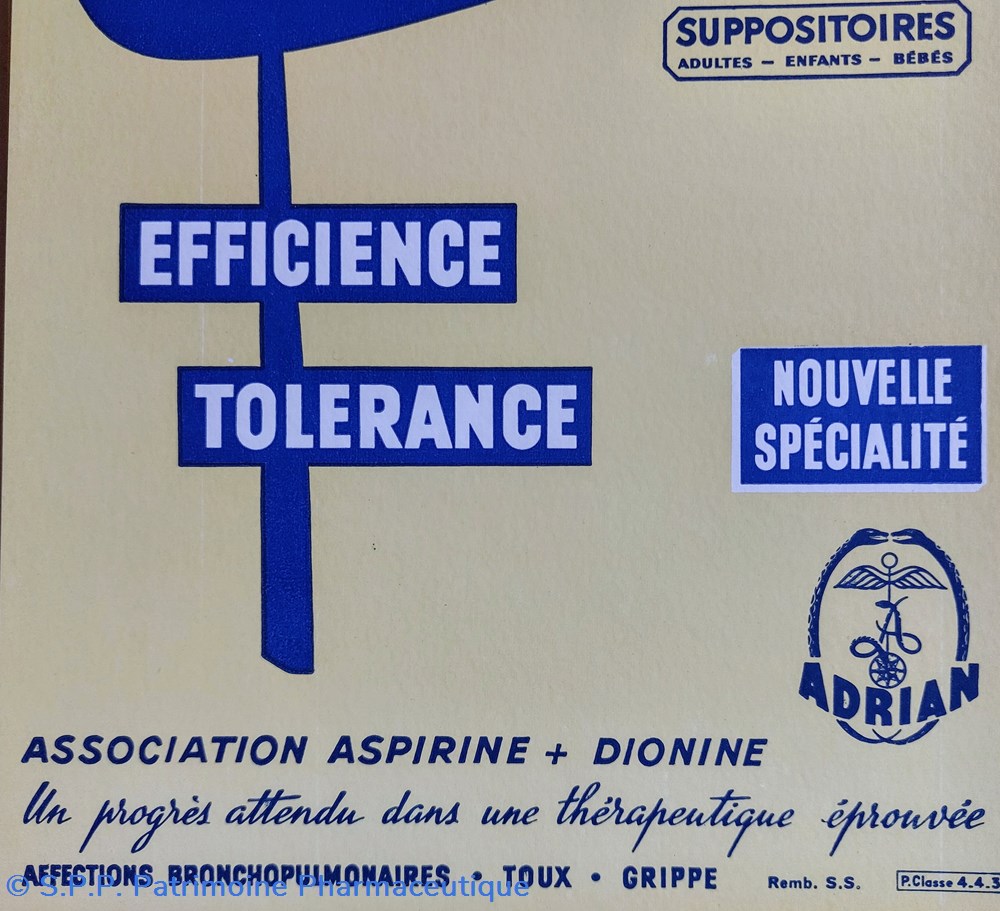 SUPPOSITOIRES
ADULTES – ENFANTS – BÉBÉS
EFFICIENCE
TOLERANCE
NOUVELLE
SPÉCIALITÉ
A
ADRIAN
ASSOCIATION ASPIRINE + DIONINE
Un progrès attendu dans une thérapeutique éprouvée
AFFECTIONS BRONCHOPULMONAIRES • TOUX • GRIPPE
Remb. S.S.
P.Classe 4.4.3
© S.P.P. Patrimoine Pharmaceutique